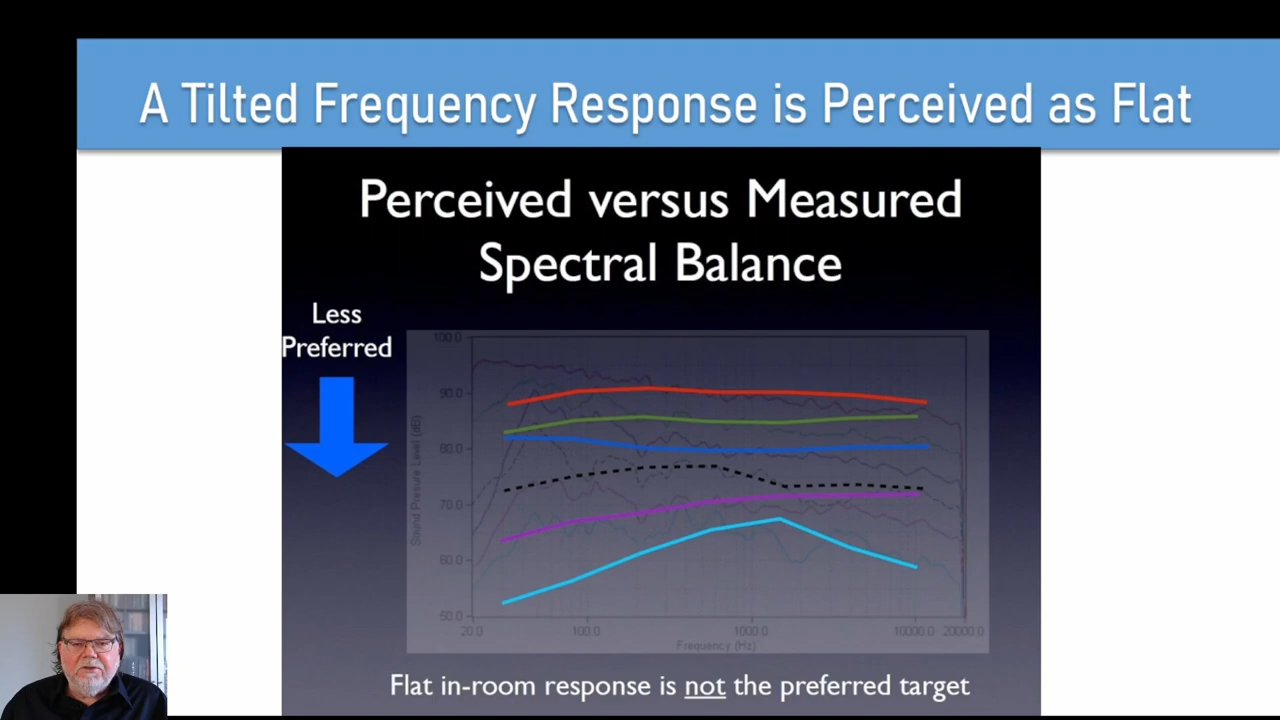 A Tilted Frequency Response is Perceived as Flat
Perceived versus Measured
Spectral Balance
Less
Preferred
100.0
90.0
80.0
70.0
60.0
50.0
Sound Pressure Level (dB)
20.0 100.0 1000.0 10000.0 20000.0
Frequency (Hz)
Flat in-room response is not the preferred target